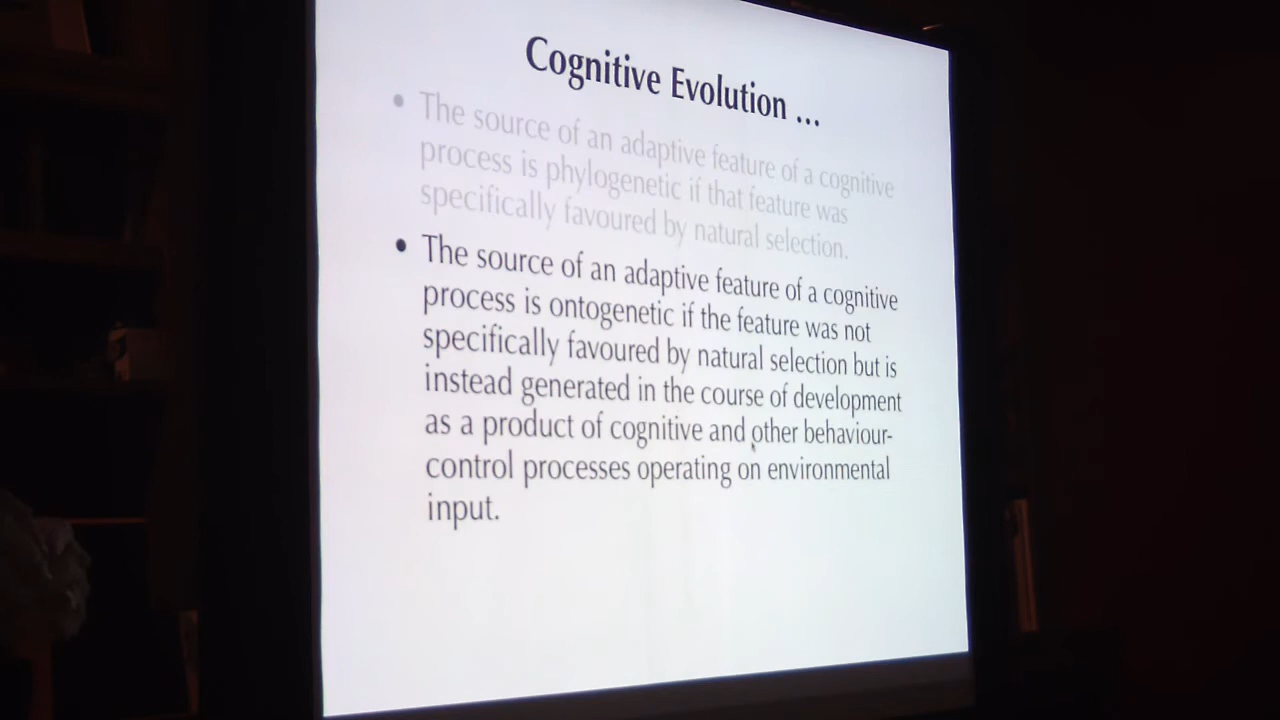 Cognitive Evolution ...
• The source of an adaptive feature of a cognitive
process is phylogenetic if that feature was
specifically favoured by natural selection.
• The source of an adaptive feature of a cognitive
process is ontogenetic if the feature was not
specifically favoured by natural selection but is
instead generated in the course of development
as a product of cognitive and other behaviour-
control processes operating on environmental
input.